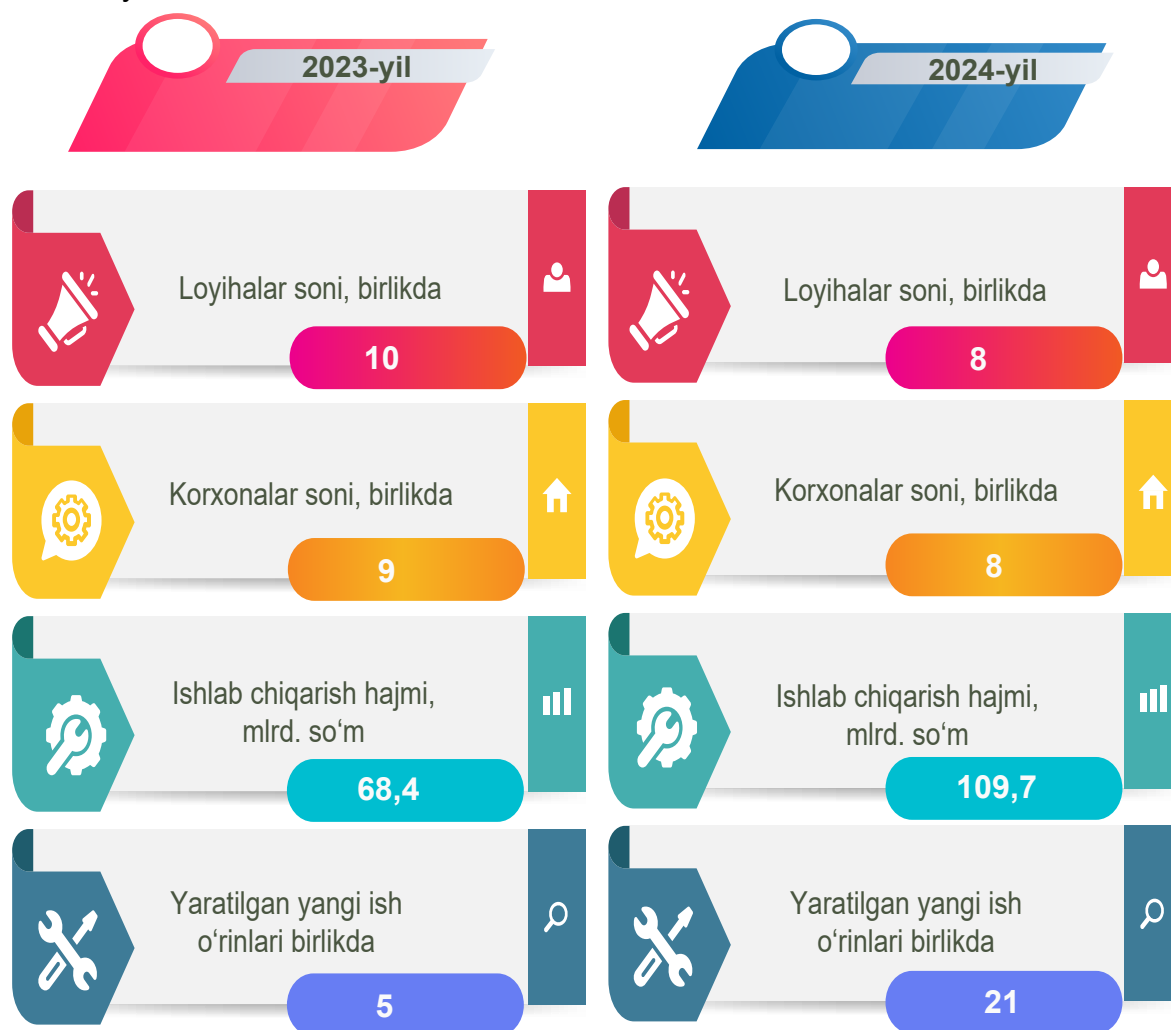 2023-yil
2024-yil
Loyihalar soni, birlikda
10
Loyihalar soni, birlikda
8
Korxonalar soni, birlikda
9
Korxonalar soni, birlikda
8
Ishlab chiqarish hajmi,
mlrd. so‘m
68,4
Ishlab chiqarish hajmi,
mlrd. so‘m
109,7
Yaratilgan yangi ish
o‘rinlari birlikda
5
Yaratilgan yangi ish
o‘rinlari birlikda
21